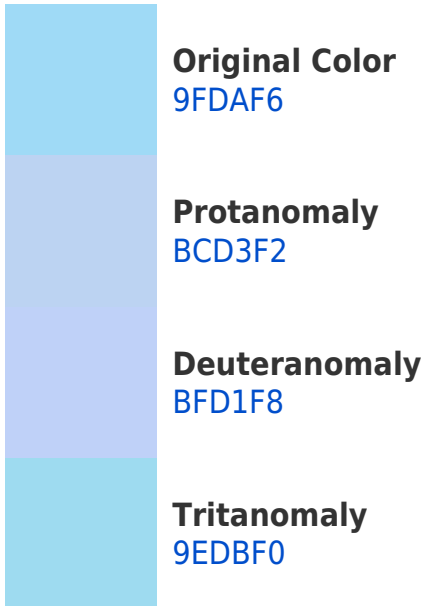 Original Color
9FDAF6
Protanomaly
BCD3F2
Deuteranomaly
BFD1F8
Tritanomaly
9EDBF0